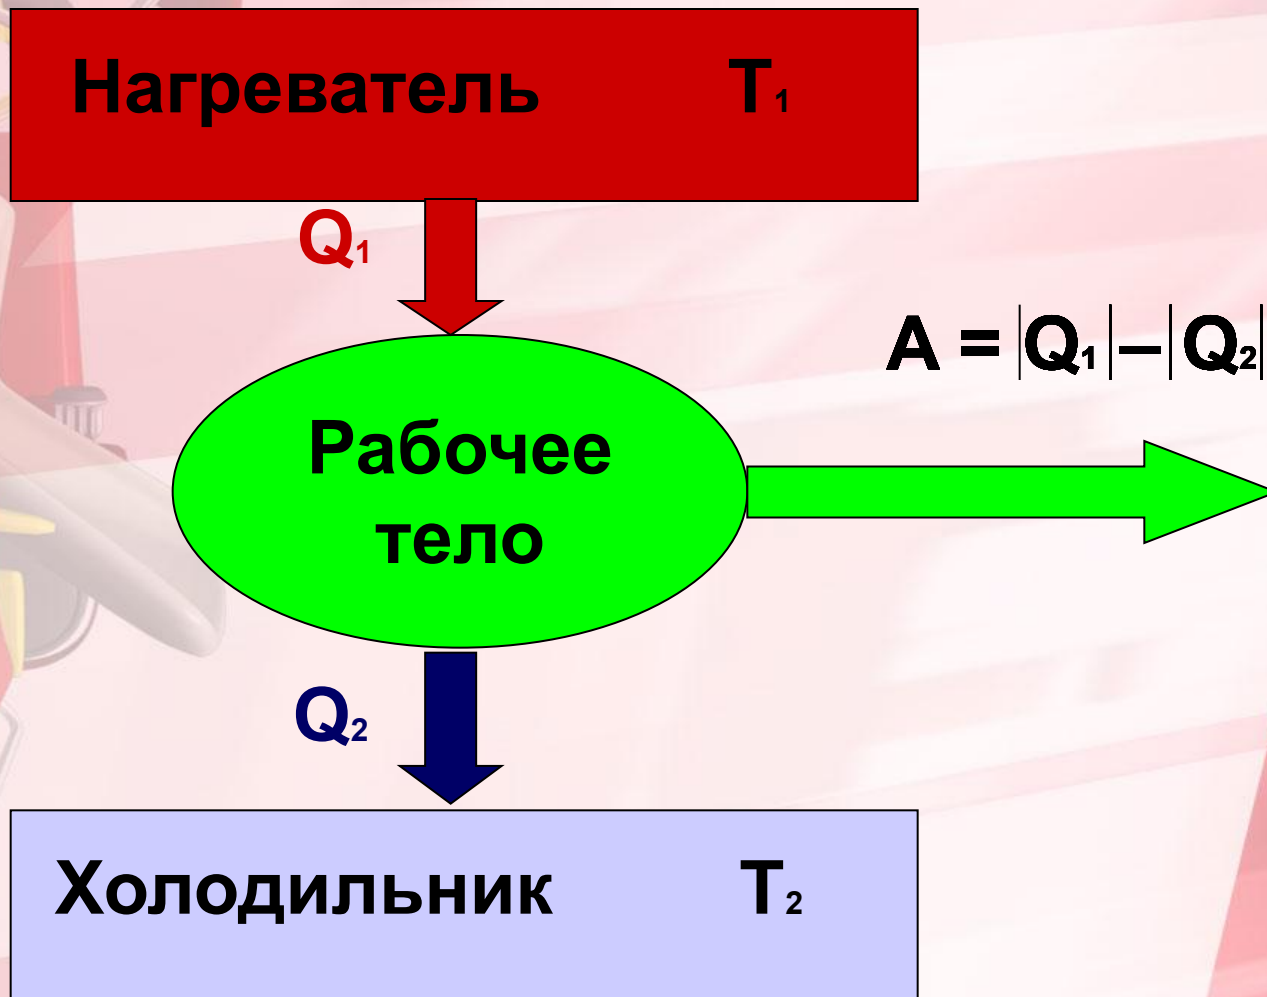 Нагреватель T₁
Q₁
A = |Q₁|–|Q₂|
Рабочее
тело
Q₂
Холодильник T₂